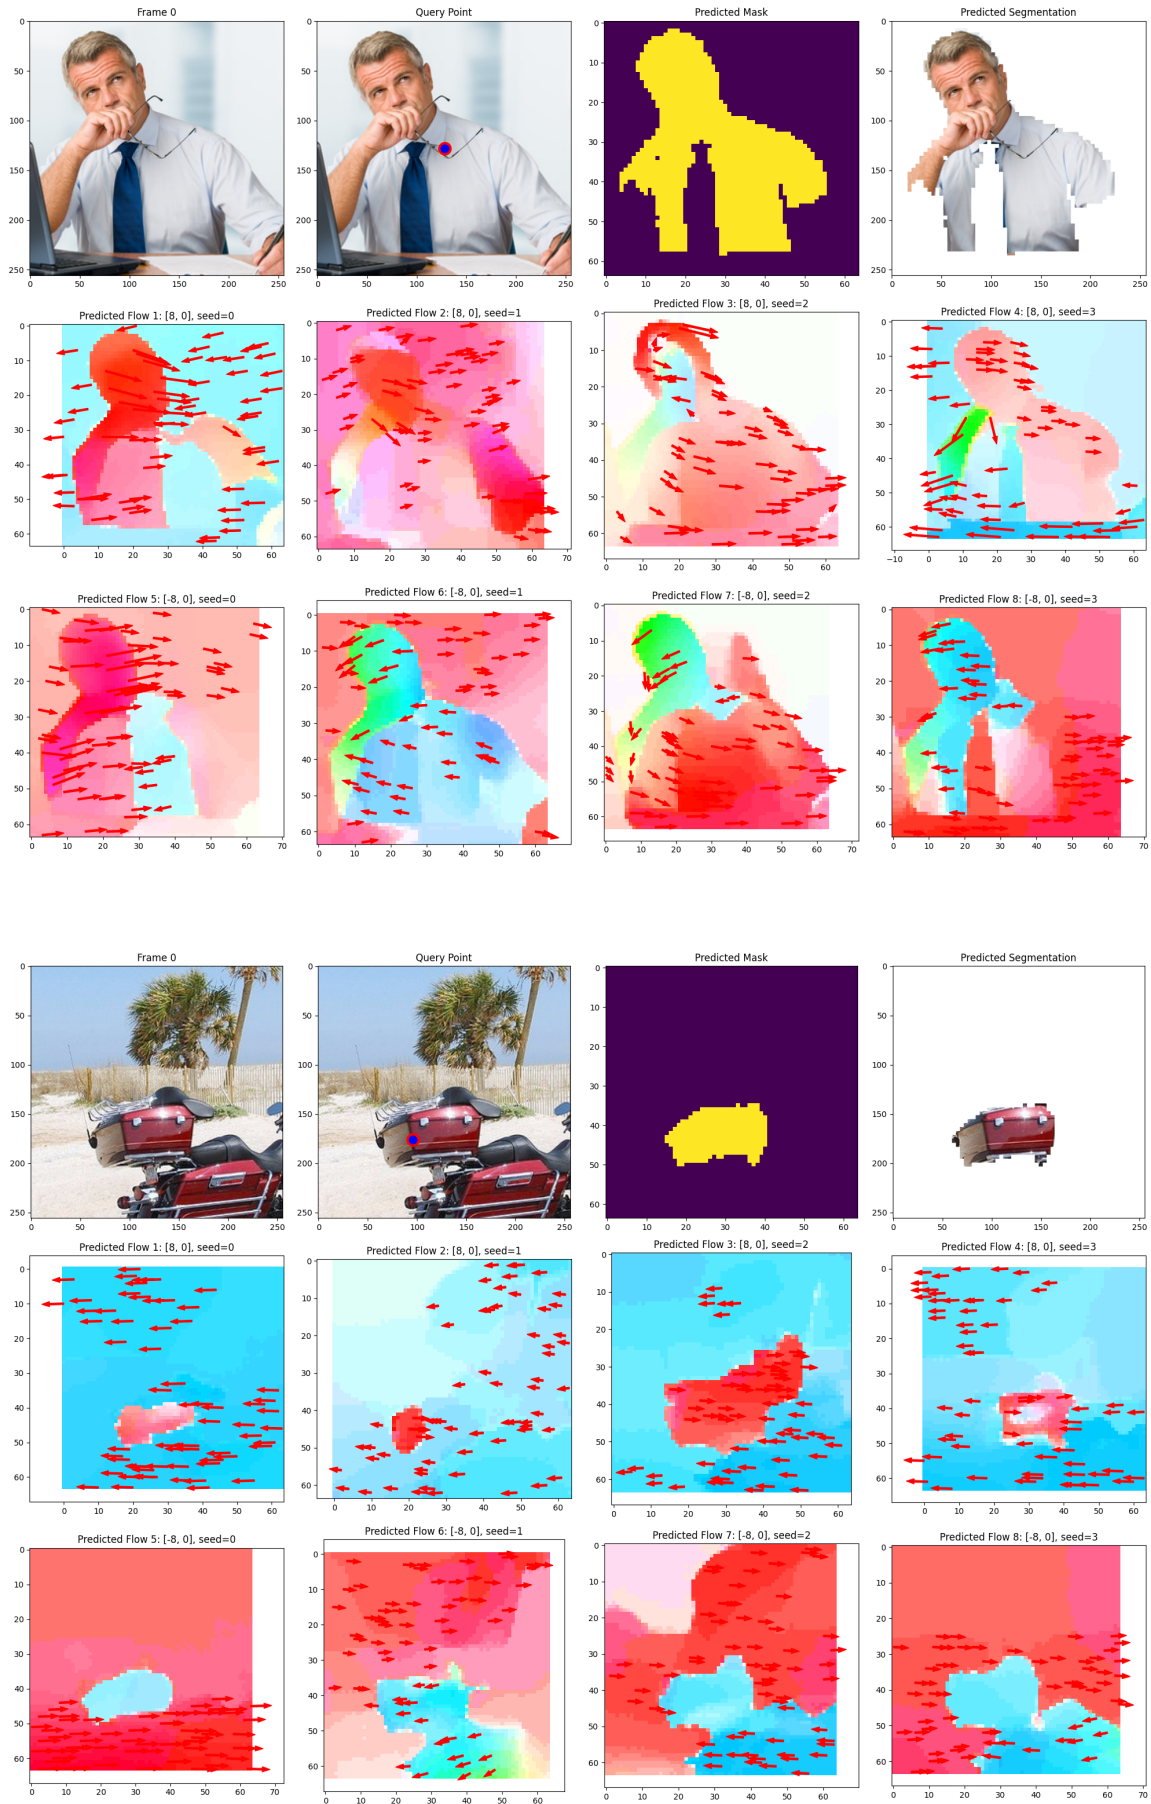 Frame 0
Query Point
Predicted Mask
Predicted Segmentation
Predicted Flow 1: [8, 0], seed=0
Predicted Flow 2: [8, 0], seed=1
Predicted Flow 3: [8, 0], seed=2
Predicted Flow 4: [8, 0], seed=3
Predicted Flow 5: [-8, 0], seed=0
Predicted Flow 6: [-8, 0], seed=1
Predicted Flow 7: [-8, 0], seed=2
Predicted Flow 8: [-8, 0], seed=3
Frame 0
Query Point
Predicted Mask
Predicted Segmentation
Predicted Flow 1: [8, 0], seed=0
Predicted Flow 2: [8, 0], seed=1
Predicted Flow 3: [8, 0], seed=2
Predicted Flow 4: [8, 0], seed=3
Predicted Flow 5: [-8, 0], seed=0
Predicted Flow 6: [-8, 0], seed=1
Predicted Flow 7: [-8, 0], seed=2
Predicted Flow 8: [-8, 0], seed=3